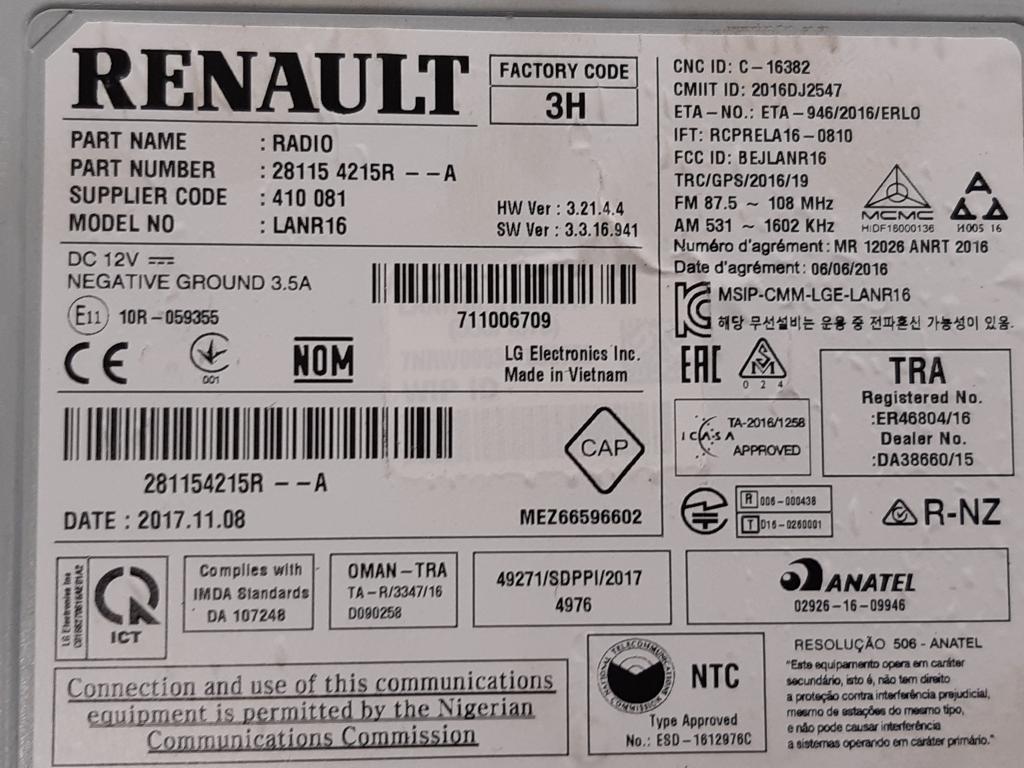 RENAULT
FACTORY CODE
3H
PART NAME : RADIO
PART NUMBER : 28115 4215R --A
SUPPLIER CODE : 410 081
MODEL NO : LANR16
HW Ver : 3.21.4.4
SW Ver : 3.3.16.941
DC 12V
NEGATIVE GROUND 3.5A
E11 10R-059355
CE
001
NOM
711006709
LG Electronics Inc.
Made in Vietnam
281154215R --A
CAP
DATE : 2017.11.08
MEZ66596602
CNC ID: C-16382
CMIIT ID: 2016DJ2547
ETA-NO.: ETA-946/2016/ERLO
IFT: RCPRELA16-0810
FCC ID: BEJLANR16
TRC/GPS/2016/19
FM 87.5 ~ 108 MHz
AM 531 ~ 1602 KHz
MCMC
HIDF16000136
И005 16
Numéro d'agrément: MR 12026 ANRT 2016
Date d'agrément: 06/06/2016
MSIP-CMM-LGE-LANR16
해당 무선설비는 운용 중 전파혼신 가능성이 있음.
EAC
0 2 4
TRA
Registered No.
:ER46804/16
Dealer No.
:DA38660/15
ICASA
TA-2016/1258
APPROVED
R 006-000438
T D16-0260001
R-NZ
LG Electronics Inc
ICT
Complies with
IMDA Standards
DA 107248
OMAN-TRA
TA-R/3347/16
D090258
49271/SDPPI/2017
4976
ANATEL
02926-16-09946
Connection and use of this communications
equipment is permitted by the Nigerian
Communications Commission
NATIONAL TELECOMMUNICATIONS COMMISSION
NTC
Type Approved
No.: ESD-1612976C
RESOLUÇÃO 506 - ANATEL
"Este equipamento opera em caráter
secundário, isto é, não tem direito
a proteção contra interferência prejudicial,
mesmo de estações do mesmo tipo,
e não pode causar interferência
a sistemas operando em caráter primário."